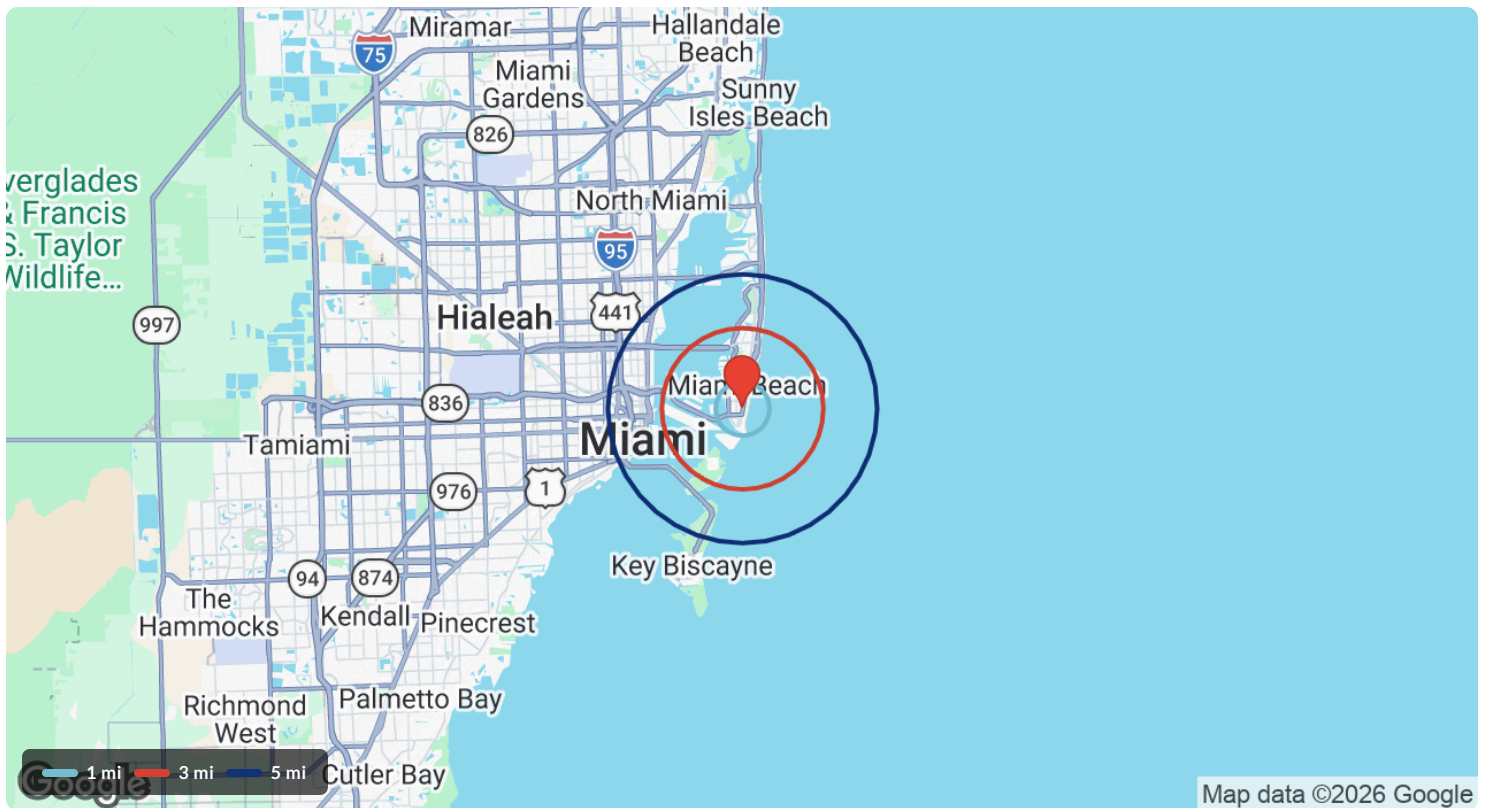 Miramar
Hallandale
Beach
75
Miami
Gardens
Sunny
Isles Beach
826
verglades
& Francis
S. Taylor
Wildlife...
North Miami
95
997
Hialeah
441
Miami Beach
836
Miami
Tamiami
976
1
Key Biscayne
94
874
The
Hammocks
Kendall
Pinecrest
Richmond
West
Palmetto Bay
1 mi
3 mi
5 mi
Cutler Bay
Google
Map data ©2026 Google